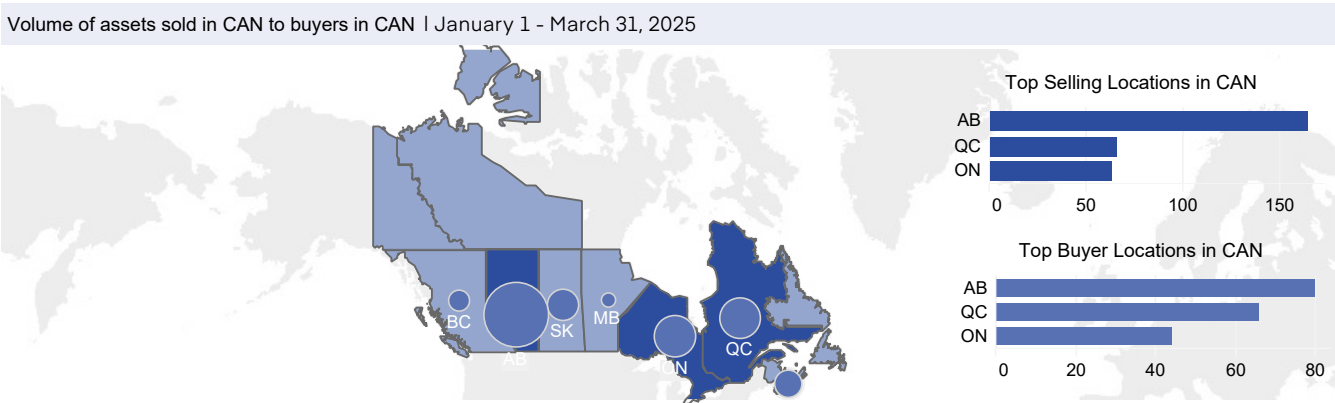 Volume of assets sold in CAN to buyers in CAN | January 1 - March 31, 2025
Top Selling Locations in CAN
AB
QC
ON
0 50 100 150
Top Buyer Locations in CAN
AB
QC
ON
0 20 40 60 80
BC
AB
SK
MB
ON
QC